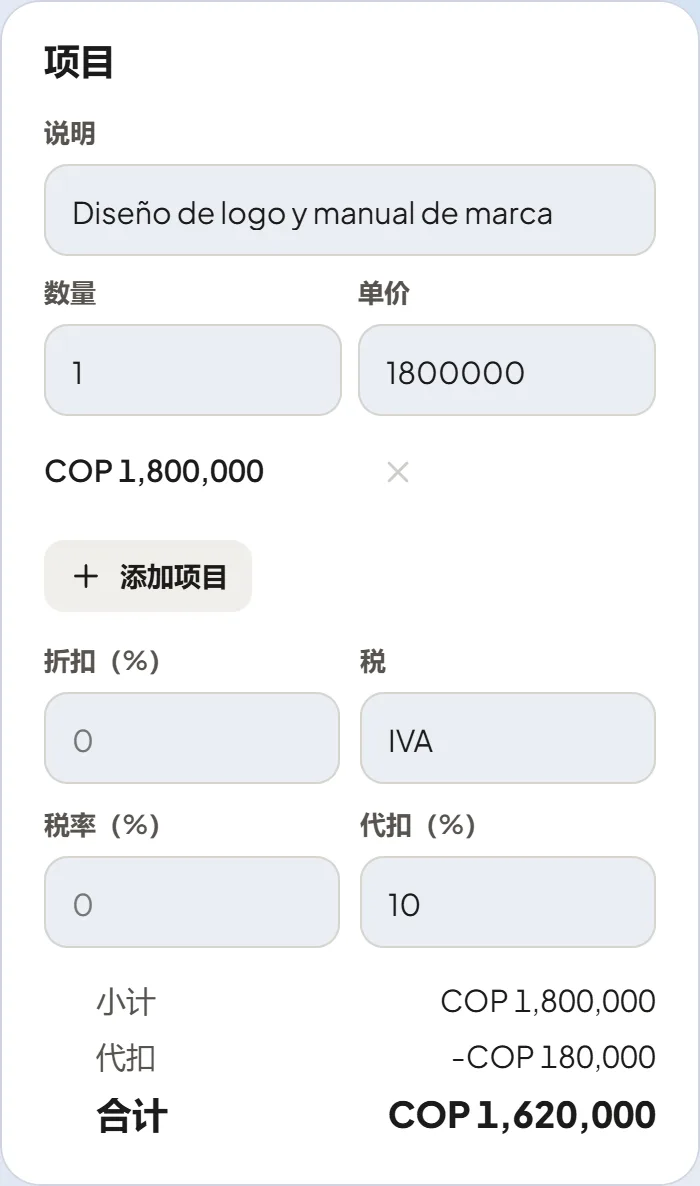 项目
说明
Diseño de logo y manual de marca
数量 单价
1 1800000
COP 1,800,000 ×
+ 添加项目
折扣（%） 税
0 IVA
税率（%） 代扣（%）
0 10
小计 COP 1,800,000
代扣 -COP 180,000
合计 COP 1,620,000